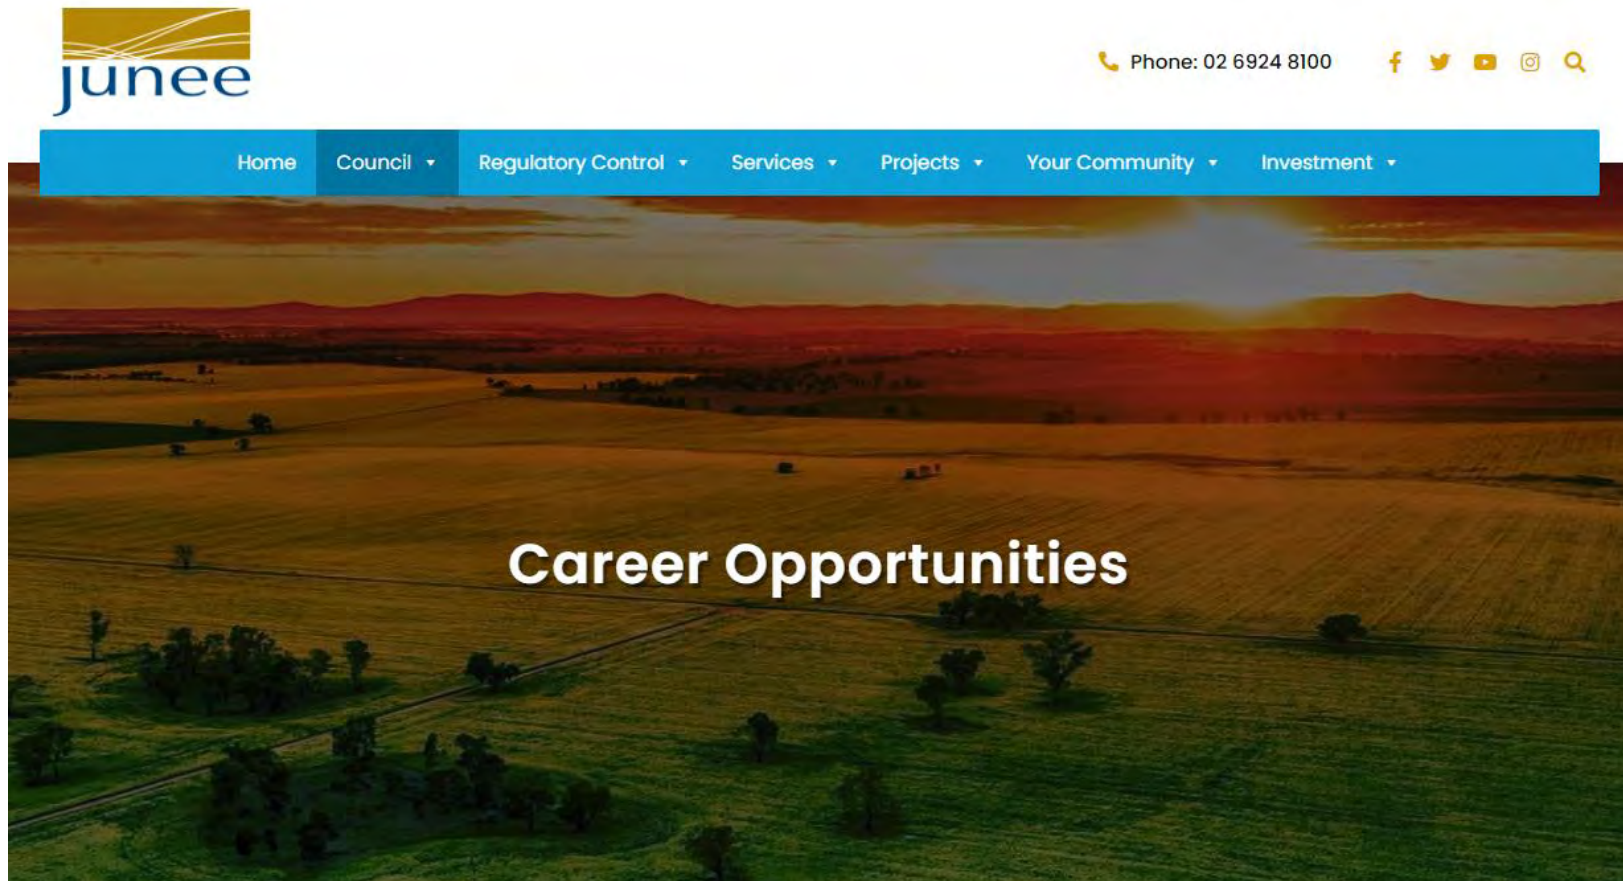 junee
Phone: 02 6924 8100
Home Council Regulatory Control Services Projects Your Community Investment
Career Opportunities